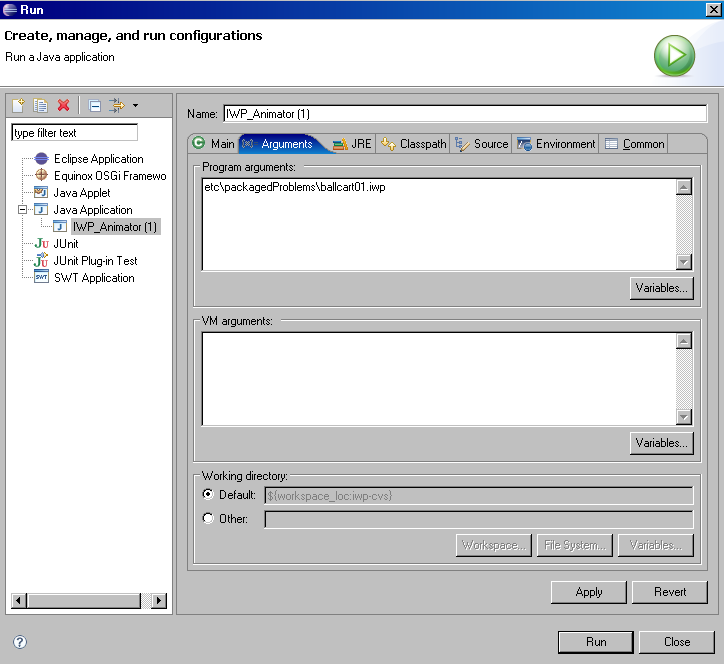 Run
Create, manage, and run configurations
Run a Java application
type filter text
Eclipse Application
Equinox OSGi Framewo
Java Applet
Java Application
IWP_Animator (1)
JUnit
JUnit Plug-in Test
SWT Application
Name: IWP_Animator (1)
Main Arguments JRE Classpath Source Environment Common
Program arguments:
etc\packagedProblems\ballcart01.iwp
Variables...
VM arguments:
Variables...
Working directory:
Default: ${workspace_loc:iwp-cvs}
Other:
Workspace... File System... Variables...
Apply Revert
Run Close